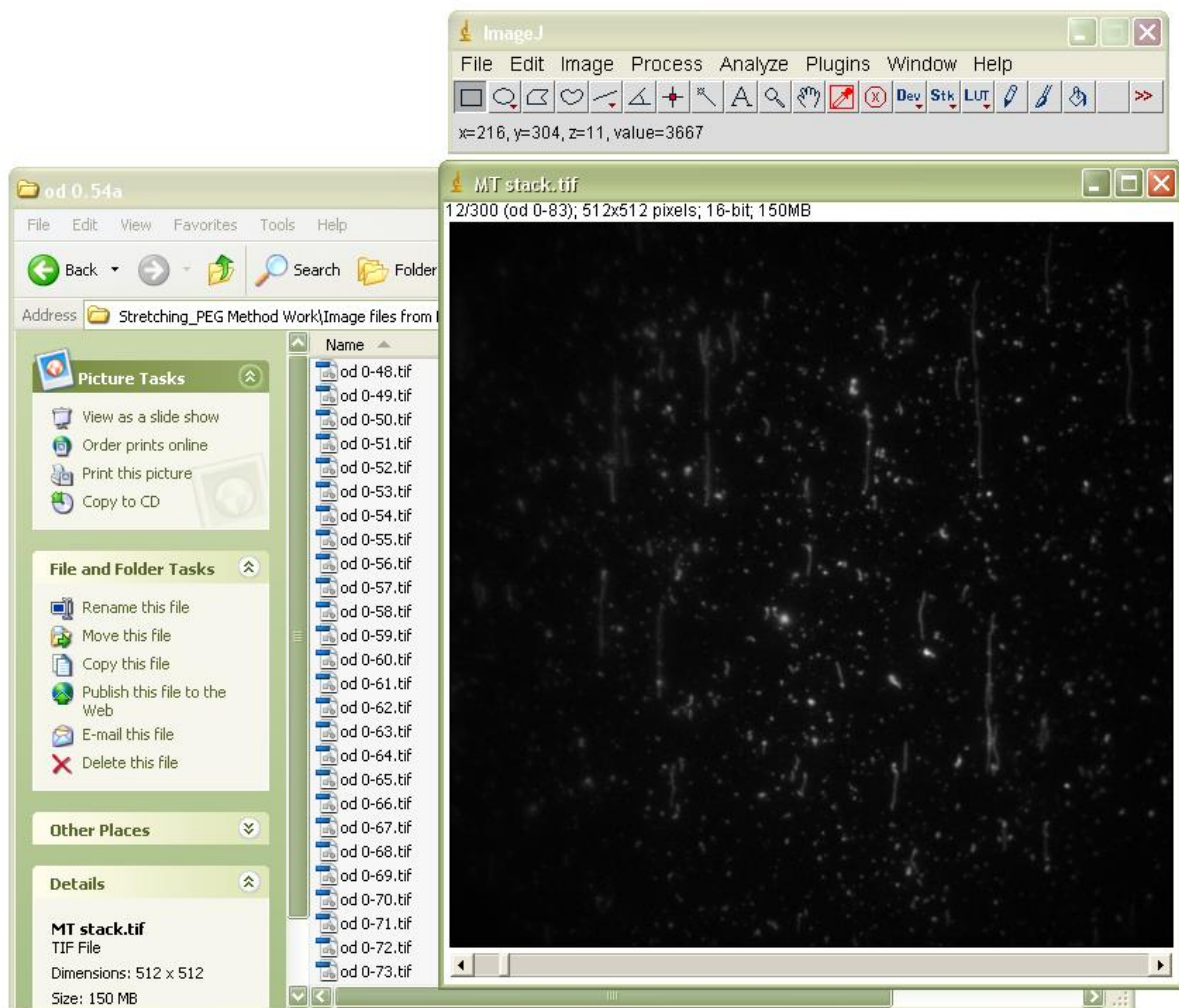 ImageJ
File Edit Image Process Analyze Plugins Window Help
A Dev Stk LUT >>
x=216, y=304, z=11, value=3667
od 0.54a
File Edit View Favorites Tools Help
Back Search Folder
Address Stretching_PEG Method Work\Image files from
Picture Tasks
View as a slide show
Order prints online
Print this picture
Copy to CD
File and Folder Tasks
Rename this file
Move this file
Copy this file
Publish this file to the
Web
E-mail this file
Delete this file
Other Places
Details
MT stack.tif
TIF File
Dimensions: 512 x 512
Size: 150 MB
Name
od 0-48.tif
od 0-49.tif
od 0-50.tif
od 0-51.tif
od 0-52.tif
od 0-53.tif
od 0-54.tif
od 0-55.tif
od 0-56.tif
od 0-57.tif
od 0-58.tif
od 0-59.tif
od 0-60.tif
od 0-61.tif
od 0-62.tif
od 0-63.tif
od 0-64.tif
od 0-65.tif
od 0-66.tif
od 0-67.tif
od 0-68.tif
od 0-69.tif
od 0-70.tif
od 0-71.tif
od 0-72.tif
od 0-73.tif
MT stack.tif
12/300 (od 0-83); 512x512 pixels; 16-bit; 150MB